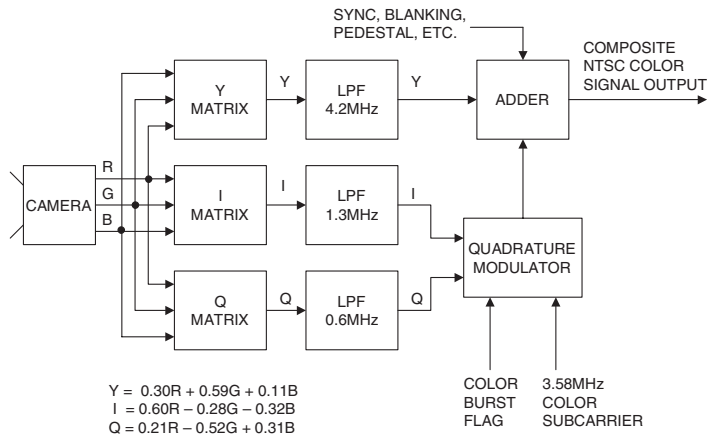 SYNC, BLANKING,
PEDESTAL, ETC.
COMPOSITE
NTSC COLOR
SIGNAL OUTPUT
Y
MATRIX
Y
LPF
4.2MHz
Y
ADDER
CAMERA
R
G
B
I
MATRIX
I
LPF
1.3MHz
I
QUADRATURE
MODULATOR
Q
MATRIX
Q
LPF
0.6MHz
Q
COLOR
BURST
FLAG
3.58MHz
COLOR
SUBCARRIER
Y = 0.30R + 0.59G + 0.11B
I = 0.60R – 0.28G – 0.32B
Q = 0.21R – 0.52G + 0.31B